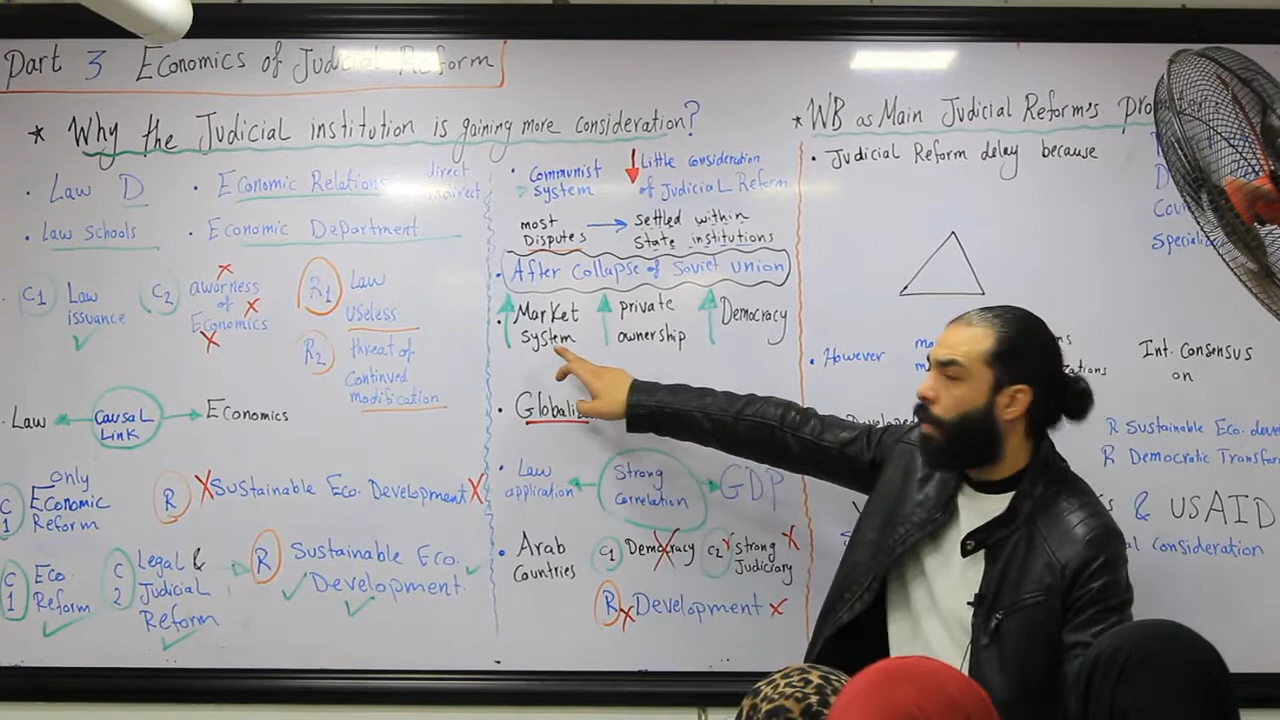 Part 3 Economics of Judicial Reform
* Why the Judicial institution is gaining more consideration?
• Law D
• Economic Relations
direct
indirect
• Law schools
• Economic Department
C1 Law
issuance
C2 awarness
of
Economics
R1 Law
Useless
R2 threat of
Continued
modification
• Law
Causal
Link
Economics
C1 only
Economic
Reform
R Sustainable Eco. Development
C1 Eco.
Reform
C2 Legal &
Judicial
Reform
R Sustainable Eco.
Development
• Communist
system
Little consideration
of Judicial Reform
most
Disputes
settled within
State institutions
• After collapse of Soviet union
• Market
system
private
ownership
Democracy
• Law
application
Strong
Correlation
GDP
• Arab
Countries
C1 Democracy
C2 Strong
Judiciary
R Development
* WB as Main Judicial Reform's
• Judicial Reform delay because
• However
Int. Consensus
on
R Sustainable Eco.
R Democratic
& USAID
consideration